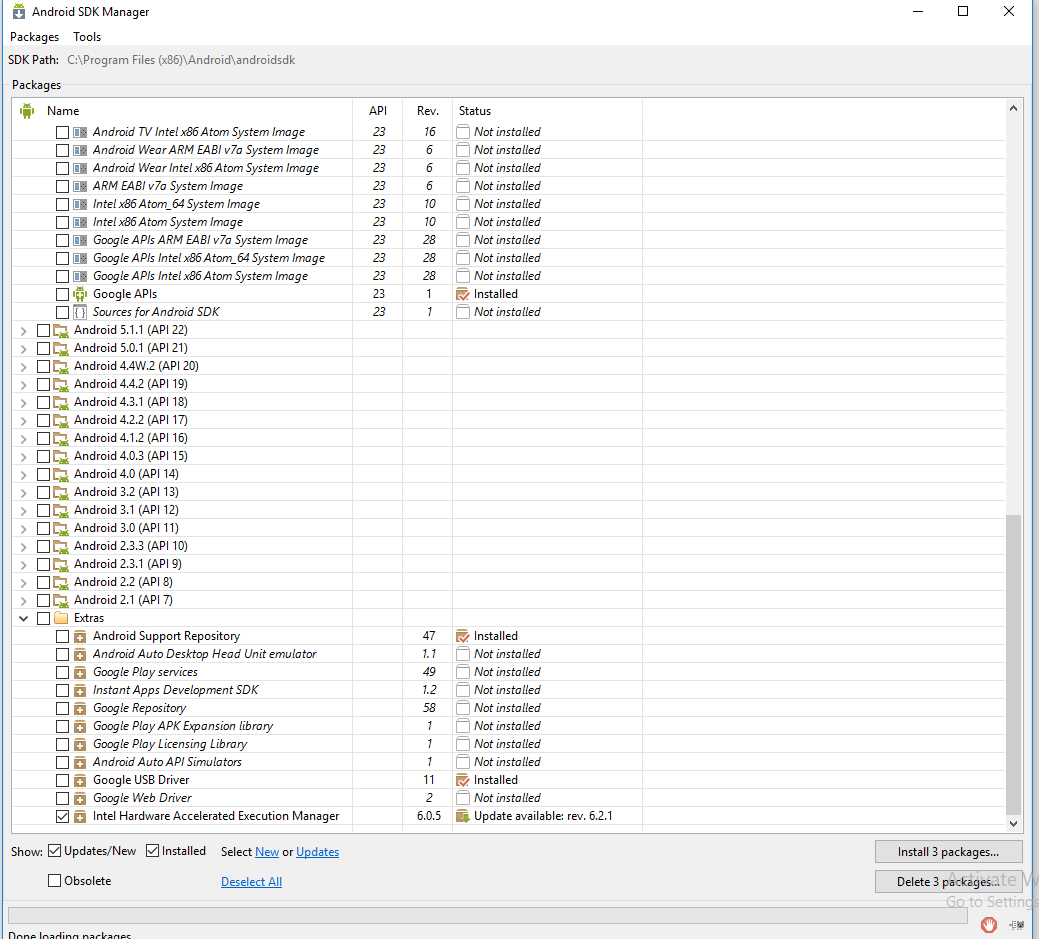 Android SDK Manager
Packages Tools
SDK Path: C:\Program Files (x86)\Android\androidsdk
Packages
Name API Rev. Status
Android TV Intel x86 Atom System Image 23 16 Not installed
Android Wear ARM EABI v7a System Image 23 6 Not installed
Android Wear Intel x86 Atom System Image 23 6 Not installed
ARM EABI v7a System Image 23 6 Not installed
Intel x86 Atom_64 System Image 23 10 Not installed
Intel x86 Atom System Image 23 10 Not installed
Google APIs ARM EABI v7a System Image 23 28 Not installed
Google APIs Intel x86 Atom_64 System Image 23 28 Not installed
Google APIs Intel x86 Atom System Image 23 28 Not installed
Google APIs 23 1 Installed
Sources for Android SDK 23 1 Not installed
Android 5.1.1 (API 22)
Android 5.0.1 (API 21)
Android 4.4W.2 (API 20)
Android 4.4.2 (API 19)
Android 4.3.1 (API 18)
Android 4.2.2 (API 17)
Android 4.1.2 (API 16)
Android 4.0.3 (API 15)
Android 4.0 (API 14)
Android 3.2 (API 13)
Android 3.1 (API 12)
Android 3.0 (API 11)
Android 2.3.3 (API 10)
Android 2.3.1 (API 9)
Android 2.2 (API 8)
Android 2.1 (API 7)
Extras
Android Support Repository 47 Installed
Android Auto Desktop Head Unit emulator 1.1 Not installed
Google Play services 49 Not installed
Instant Apps Development SDK 1.2 Not installed
Google Repository 58 Not installed
Google Play APK Expansion library 1 Not installed
Google Play Licensing Library 1 Not installed
Android Auto API Simulators 1 Not installed
Google USB Driver 11 Installed
Google Web Driver 2 Not installed
Intel Hardware Accelerated Execution Manager 6.0.5 Update available: rev. 6.2.1
Show: Updates/New Installed Select New or Updates Install 3 packages...
Obsolete Deselect All Delete 3 packages...
Activate W
Go to Settings
Done loading packages